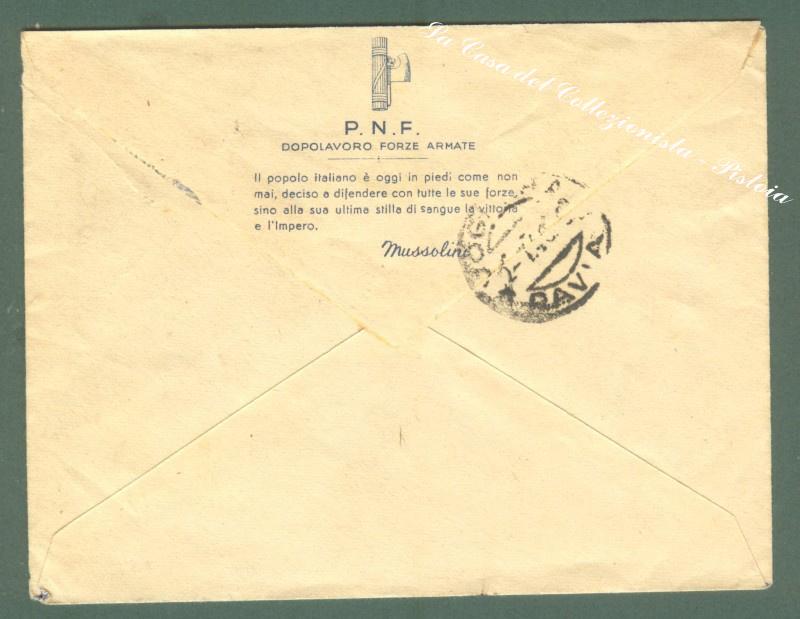 La Casa del Collezionista - Pistoia
P. N. F.
DOPOLAVORO FORZE ARMATE
Il popolo italiano è oggi in piedi come non
mai, deciso a difendere con tutte le sue forze,
sino alla sua ultima stilla di sangue la vittoria
e l'Impero.
Mussolini
PAVIA